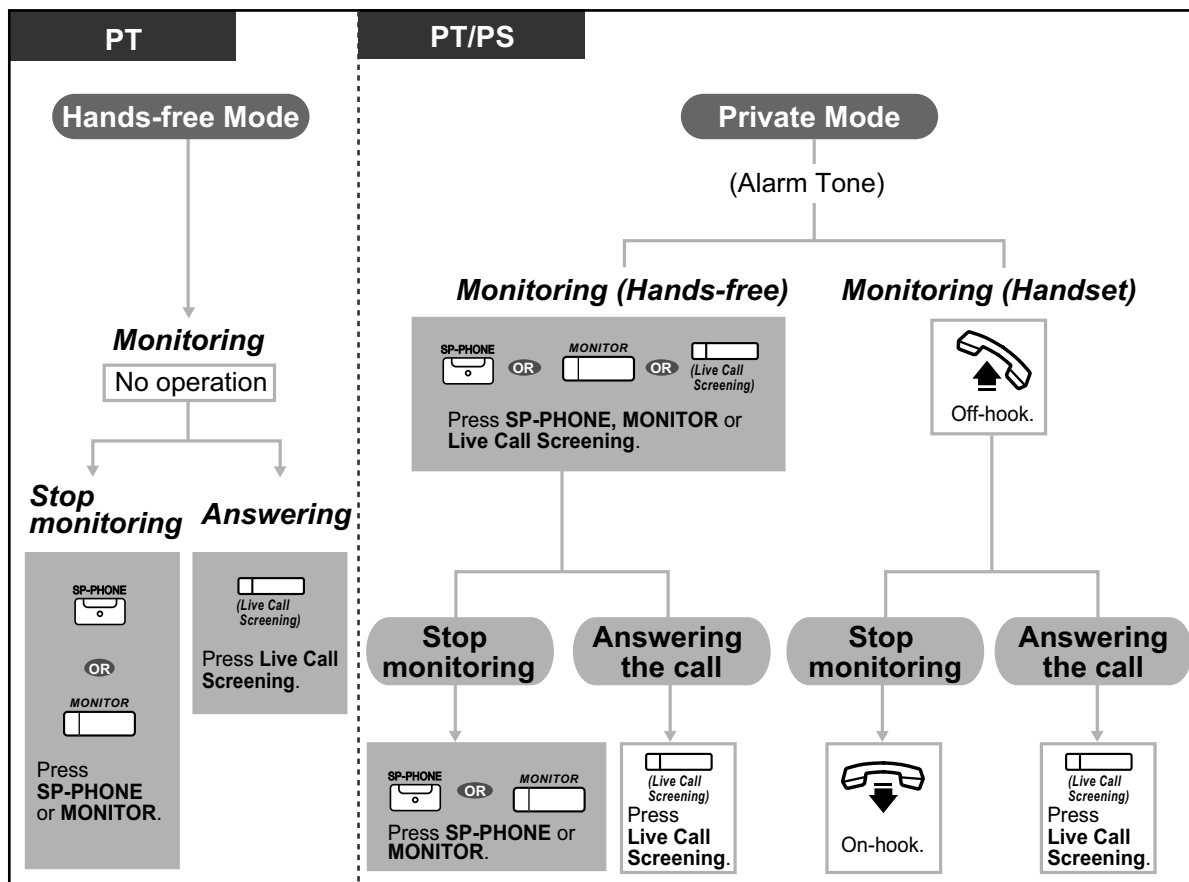 PT
Hands-free Mode
Monitoring
No operation
Stop
monitoring
SP-PHONE
OR
MONITOR
Press
SP-PHONE
or MONITOR.
Answering
(Live Call
Screening)
Press Live Call
Screening.
PT/PS
Private Mode
(Alarm Tone)
Monitoring (Hands-free)
SP-PHONE OR MONITOR OR (Live Call
Screening)
Press SP-PHONE, MONITOR or
Live Call Screening.
Stop
monitoring
SP-PHONE OR MONITOR
Press SP-PHONE or
MONITOR.
Answering
the call
(Live Call
Screening)
Press
Live Call
Screening.
Monitoring (Handset)
Off-hook.
Stop
monitoring
On-hook.
Answering
the call
(Live Call
Screening)
Press
Live Call
Screening.